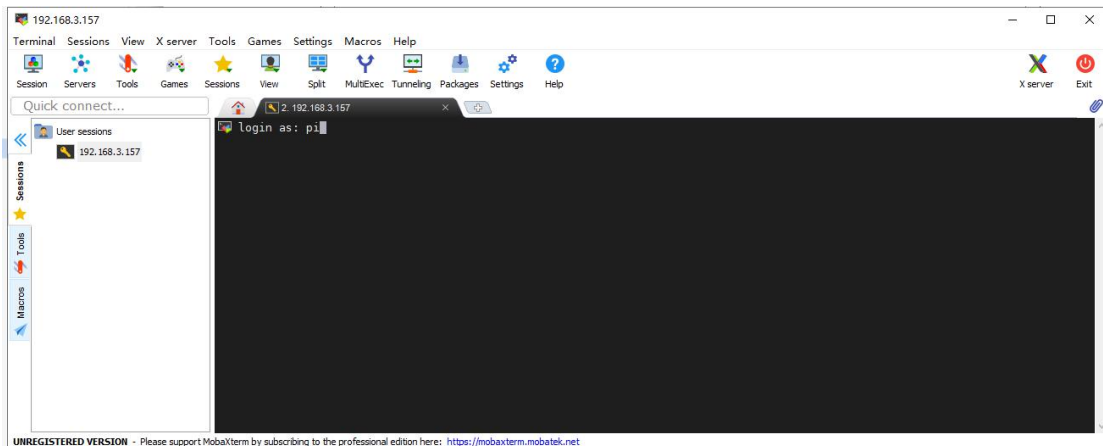 192.168.3.157
Terminal Sessions View X server Tools Games Settings Macros Help
Session Servers Tools Games Sessions View Split MultiExec Tunneling Packages Settings Help X server Exit
Quick connect...
2. 192.168.3.157
User sessions
192.168.3.157
login as: pi
Sessions
Tools
Macros
UNREGISTERED VERSION - Please support MobaXterm by subscribing to the professional edition here: https://mobaxterm.mobatek.net